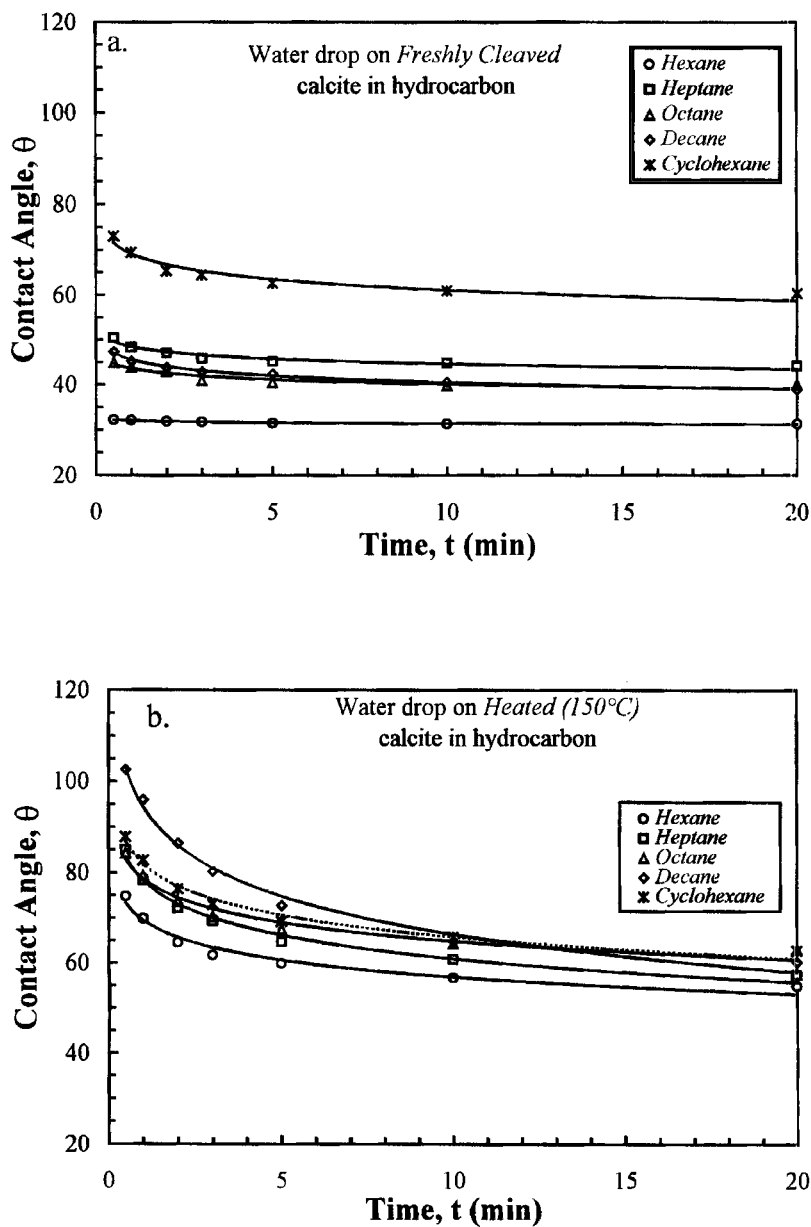 120
a.
Water drop on Freshly Cleaved
calcite in hydrocarbon
Hexane
Heptane
Octane
Decane
Cyclohexane
100
80
60
40
20
Contact Angle, θ
0 5 10 15 20
Time, t (min)
120
b.
Water drop on Heated (150°C)
calcite in hydrocarbon
100
Hexane
Heptane
Octane
Decane
Cyclohexane
80
60
40
20
Contact Angle, θ
0 5 10 15 20
Time, t (min)